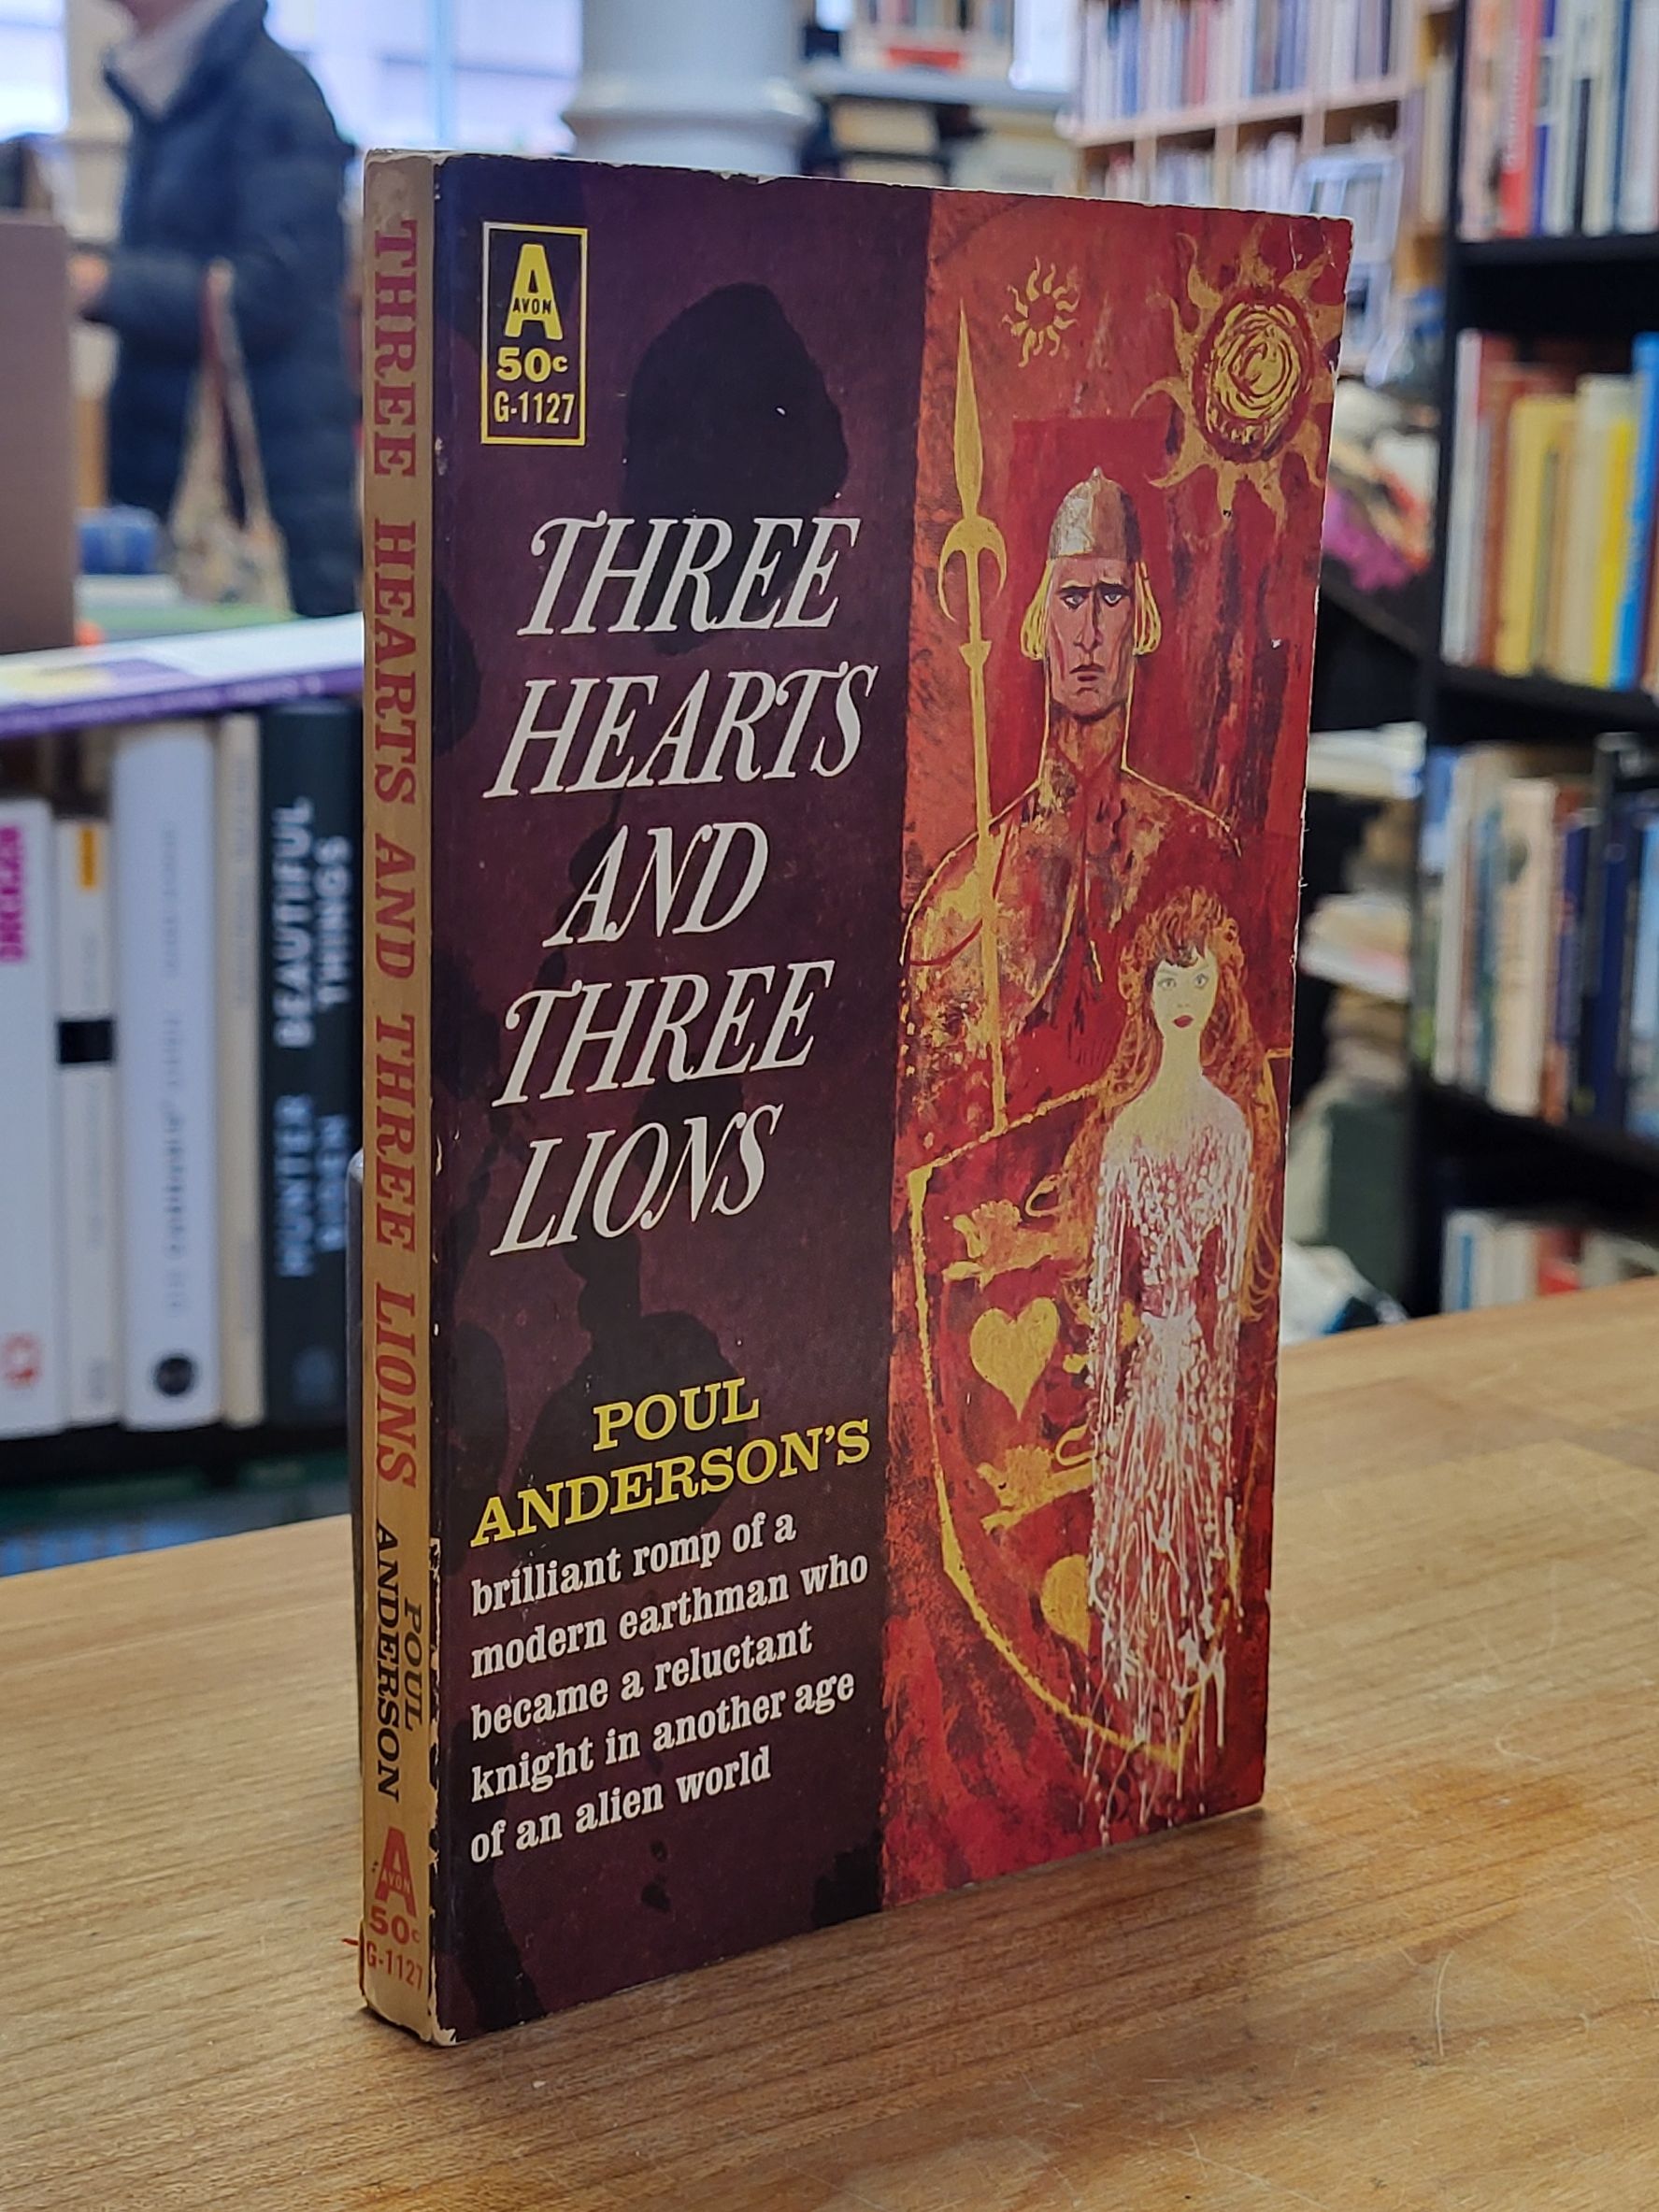 A
AVON
50c
G-1127
THREE
HEARTS
AND
THREE
LIONS
POUL
ANDERSON'S
brilliant romp of a
modern earthman who
became a reluctant
knight in another age
of an alien world
THREE HEARTS AND THREE LIONS
POUL
ANDERSON
A
AVON
50c
G-1127
BEAUTIFUL
THINGS
HUNTER
BIDEN